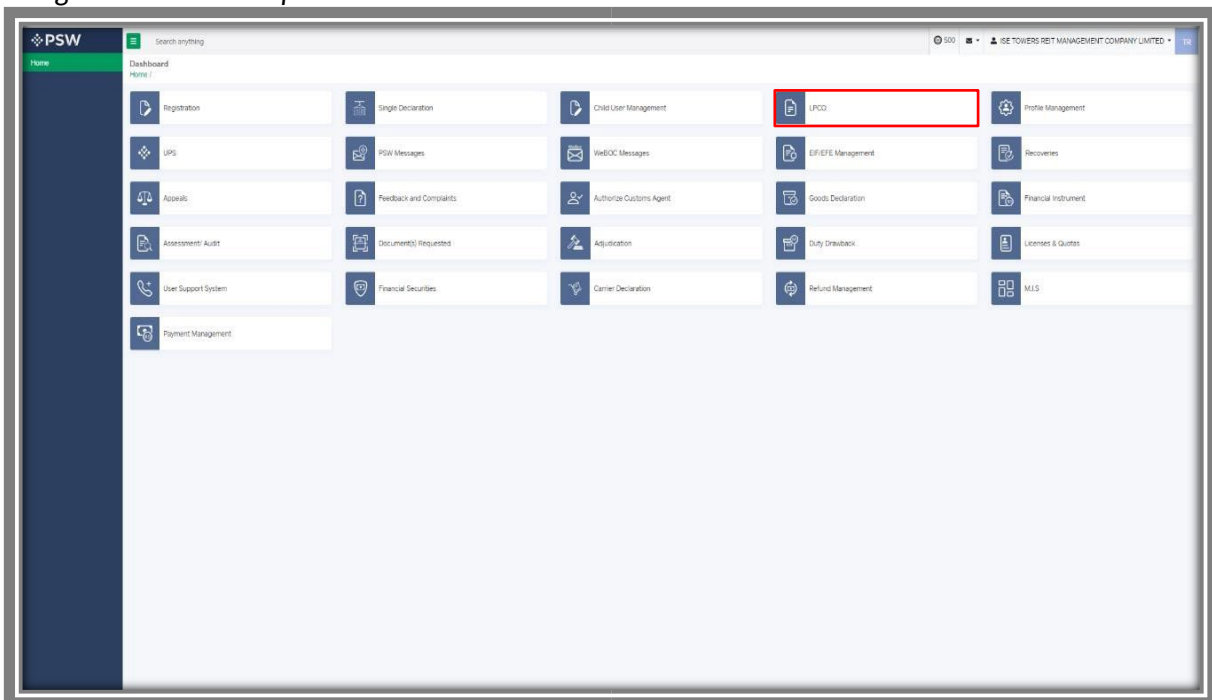 PSW
Search anything
500
ISE TOWERS REIT MANAGEMENT COMPANY LIMITED
TR
Home
Dashboard
Home /
Registration
Single Declaration
Child User Management
LPCO
Profile Management
UPS
PSW Messages
WeBOC Messages
EIF/EFE Management
Recoveries
Appeals
Feedback and Complaints
Authorize Customs Agent
Goods Declaration
Financial Instrument
Assessment/ Audit
Document(s) Requested
Adjudication
Duty Drawback
Licenses & Quotas
User Support System
Financial Securities
Carrier Declaration
Refund Management
M.I.S
Payment Management